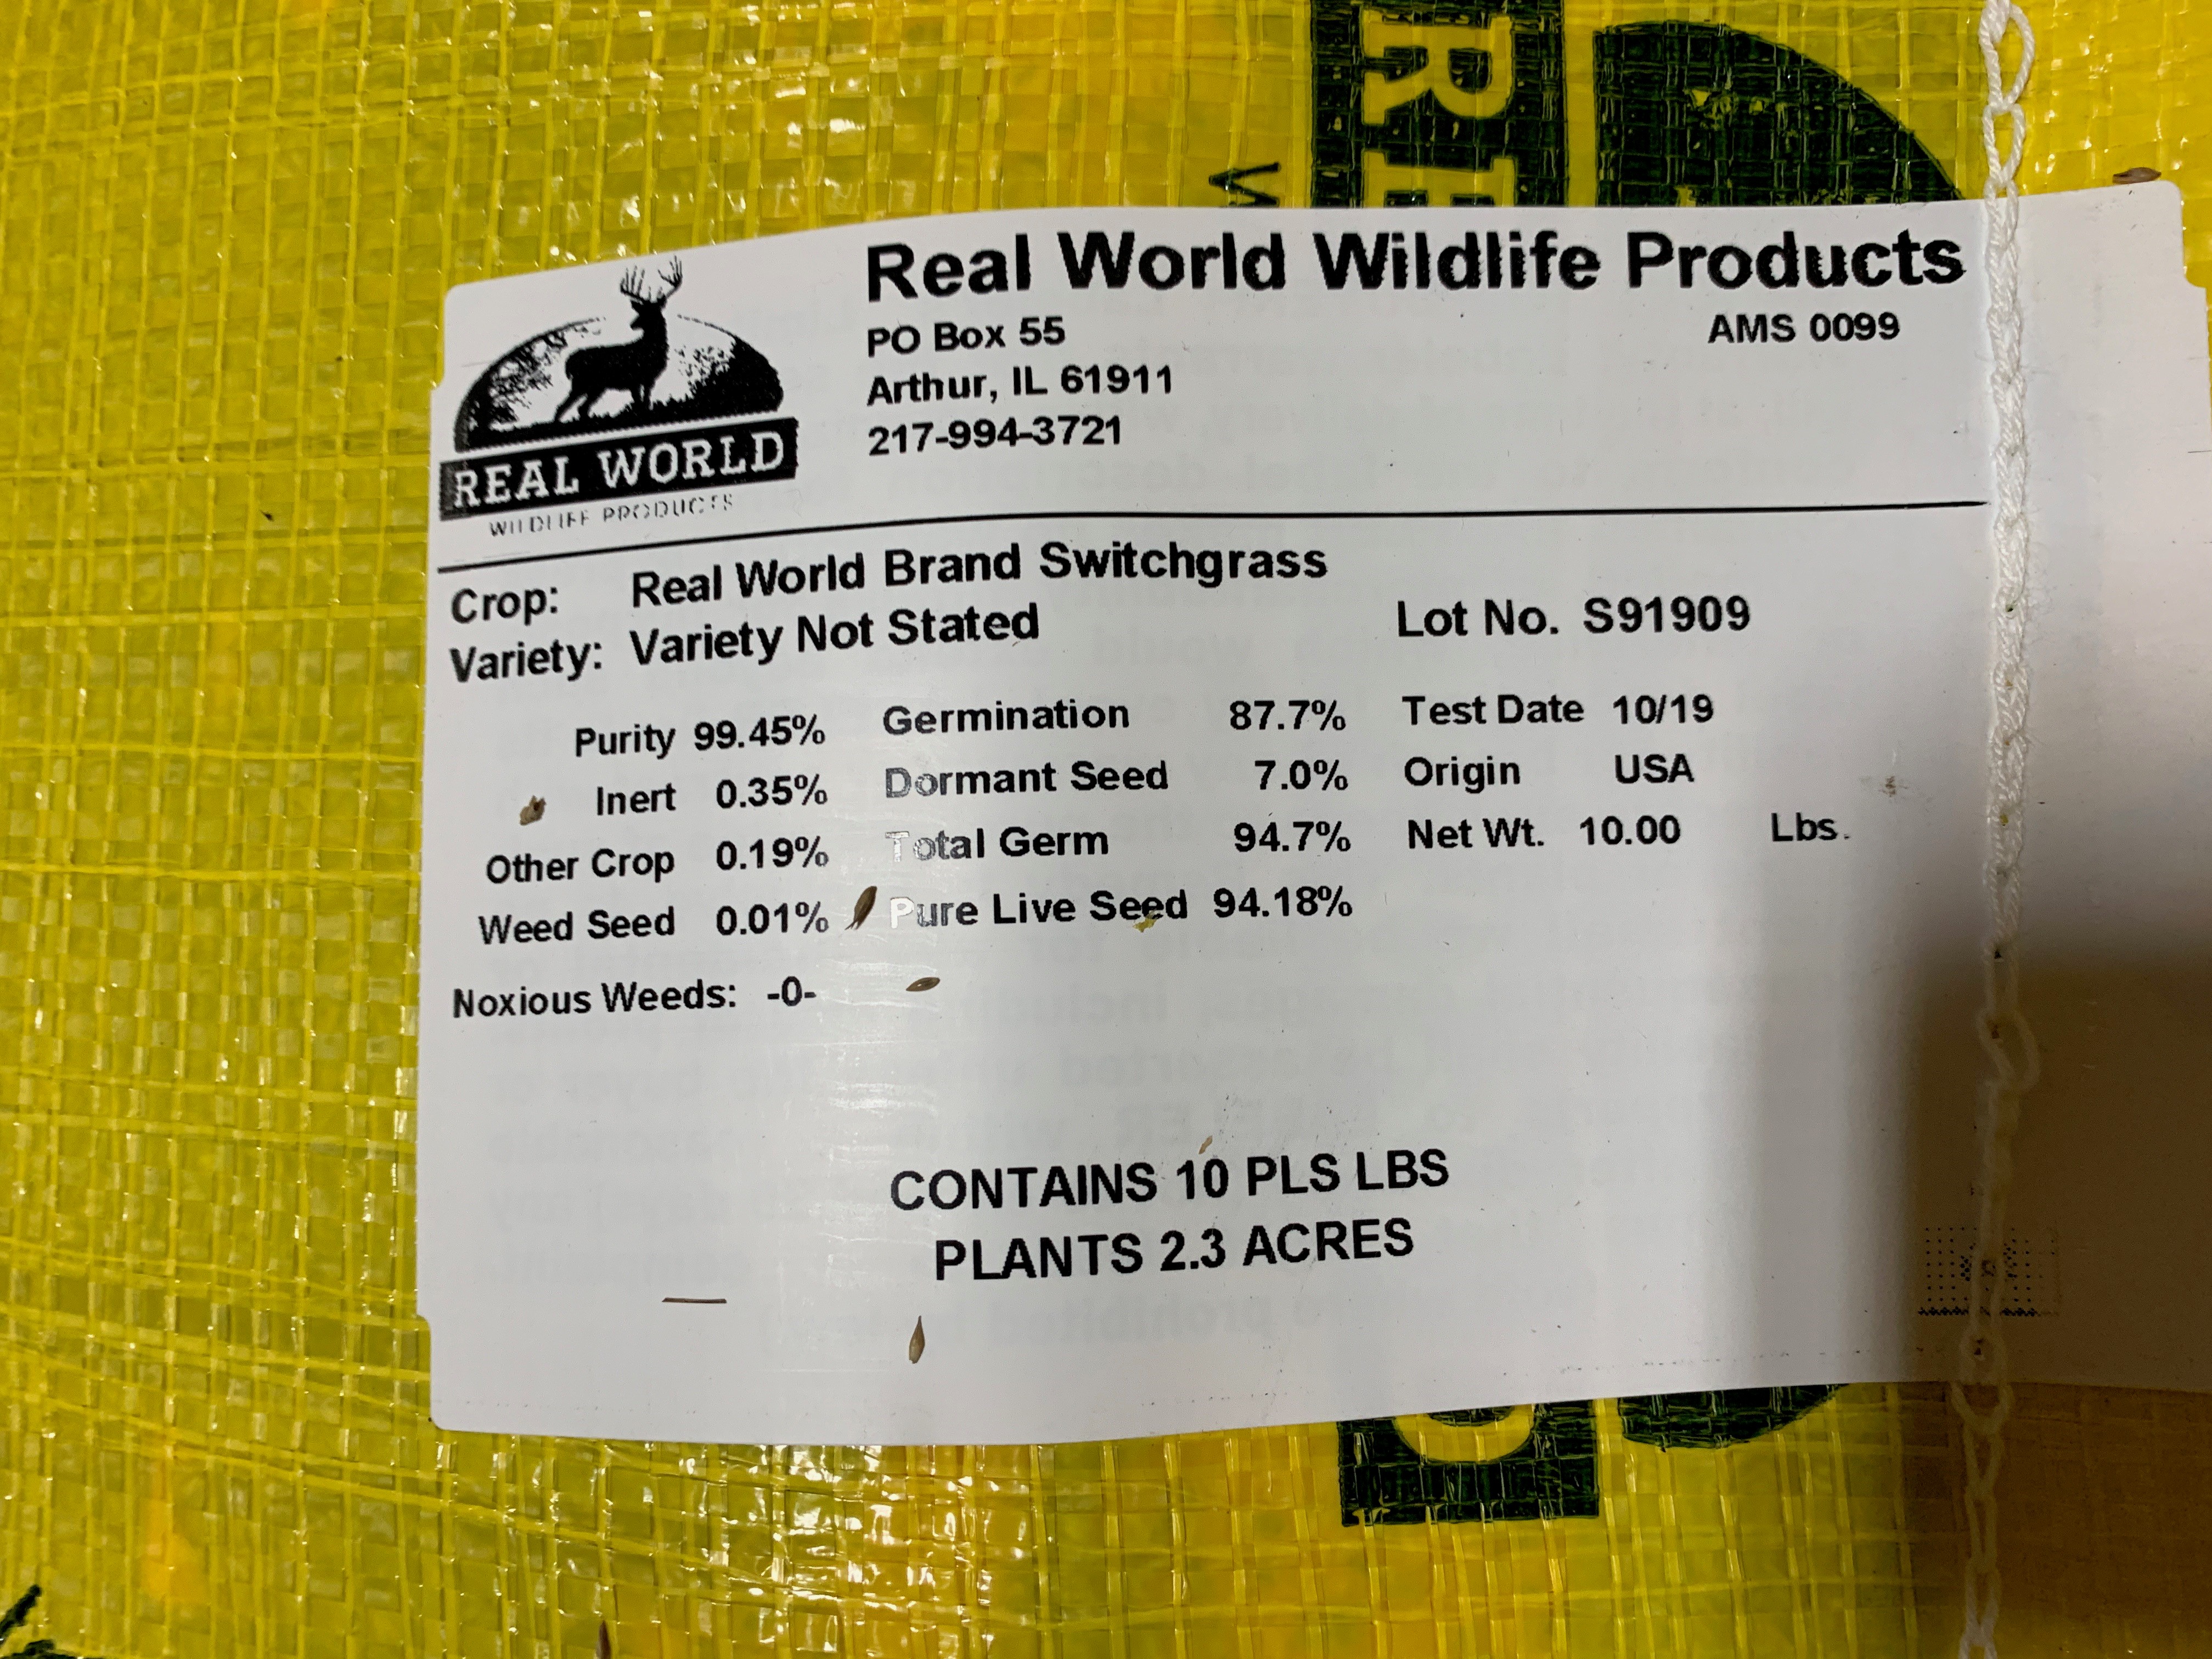 Real World Wildlife Products
PO Box 55
AMS 0099
Arthur, IL 61911
217-994-3721
REAL WORLD
WILDLIFE PRODUCTS
Crop: Real World Brand Switchgrass
Variety: Variety Not Stated
Lot No. S91909
Purity 99.45%
Inert 0.35%
Other Crop 0.19%
Weed Seed 0.01%
Noxious Weeds: -0-
Germination 87.7%
Dormant Seed 7.0%
Total Germ 94.7%
Pure Live Seed 94.18%
Test Date 10/19
Origin USA
Net Wt. 10.00 Lbs.
CONTAINS 10 PLS LBS
PLANTS 2.3 ACRES